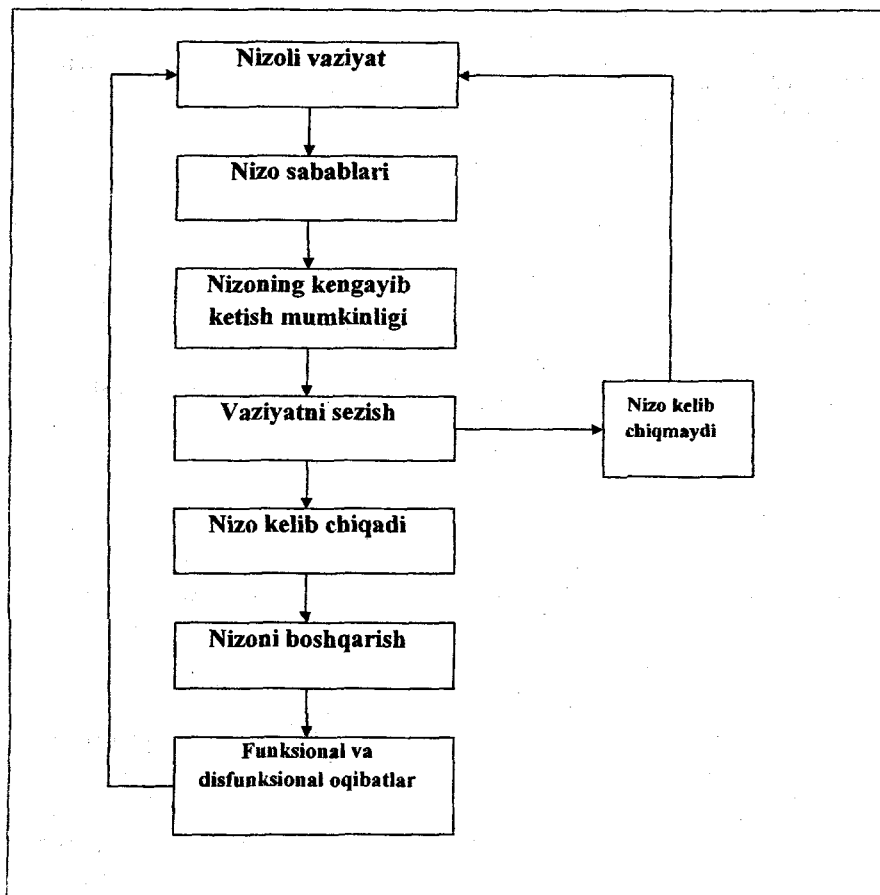 Nizoli vaziyat
Nizo sabablari
Nizoning kengayib
ketish mumkinligi
Vaziyatni sezish
Nizo kelib
chiqmaydi
Nizo kelib chiqadi
Nizoni boshqarish
Funksional va
disfunksional oqibatlar